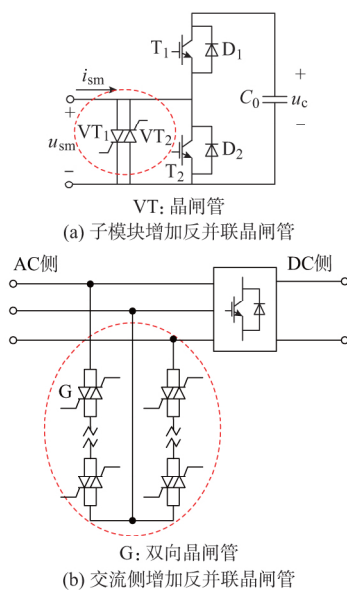 T₁
D₁
i_sm
+
VT₁
VT₂
u_sm
−
T₂
D₂
C₀
+
u_c
−
VT: 晶闸管
(a) 子模块增加反并联晶闸管
AC侧
DC侧
G
G: 双向晶闸管
(b) 交流侧增加反并联晶闸管